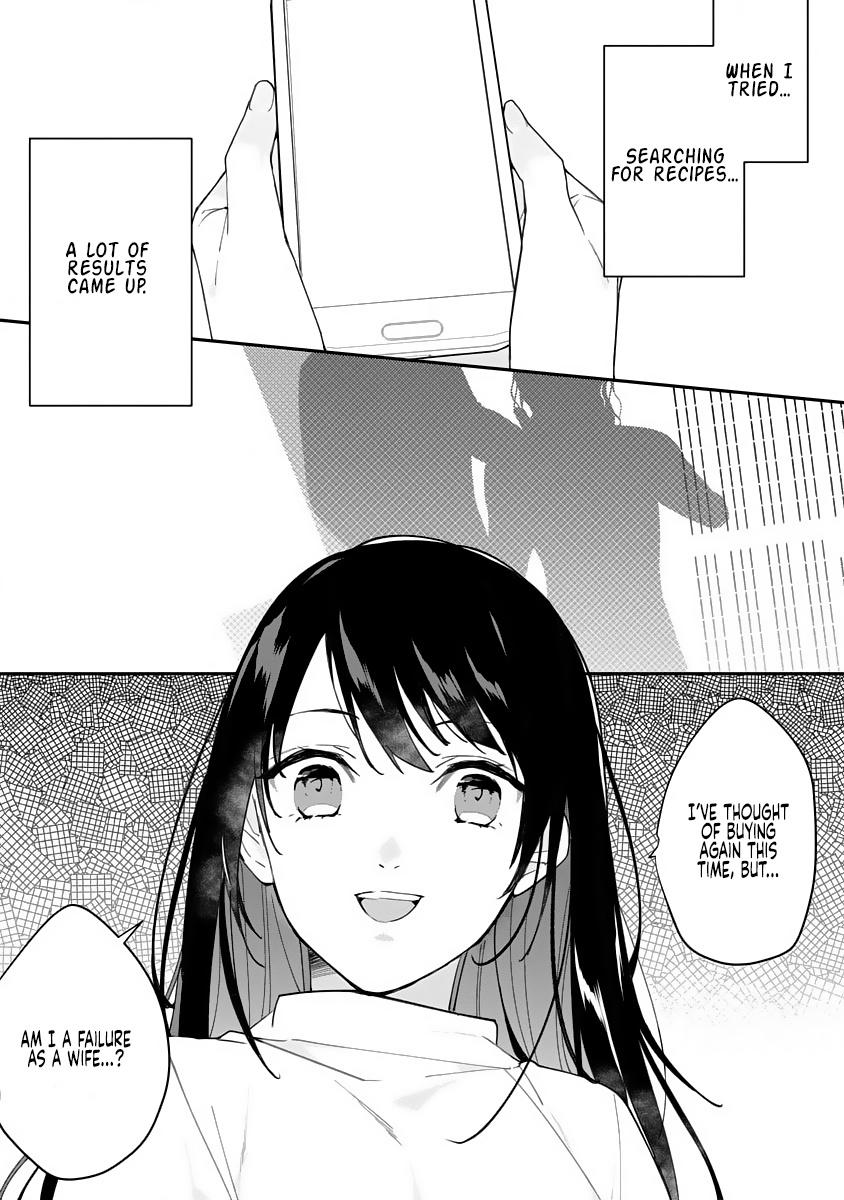 WHEN I
TRIED...
SEARCHING
FOR RECIPES...
A LOT OF
RESULTS
CAME UP.
I'VE THOUGHT
OF BUYING
AGAIN THIS
TIME, BUT...
AM I A FAILURE
AS A WIFE...?